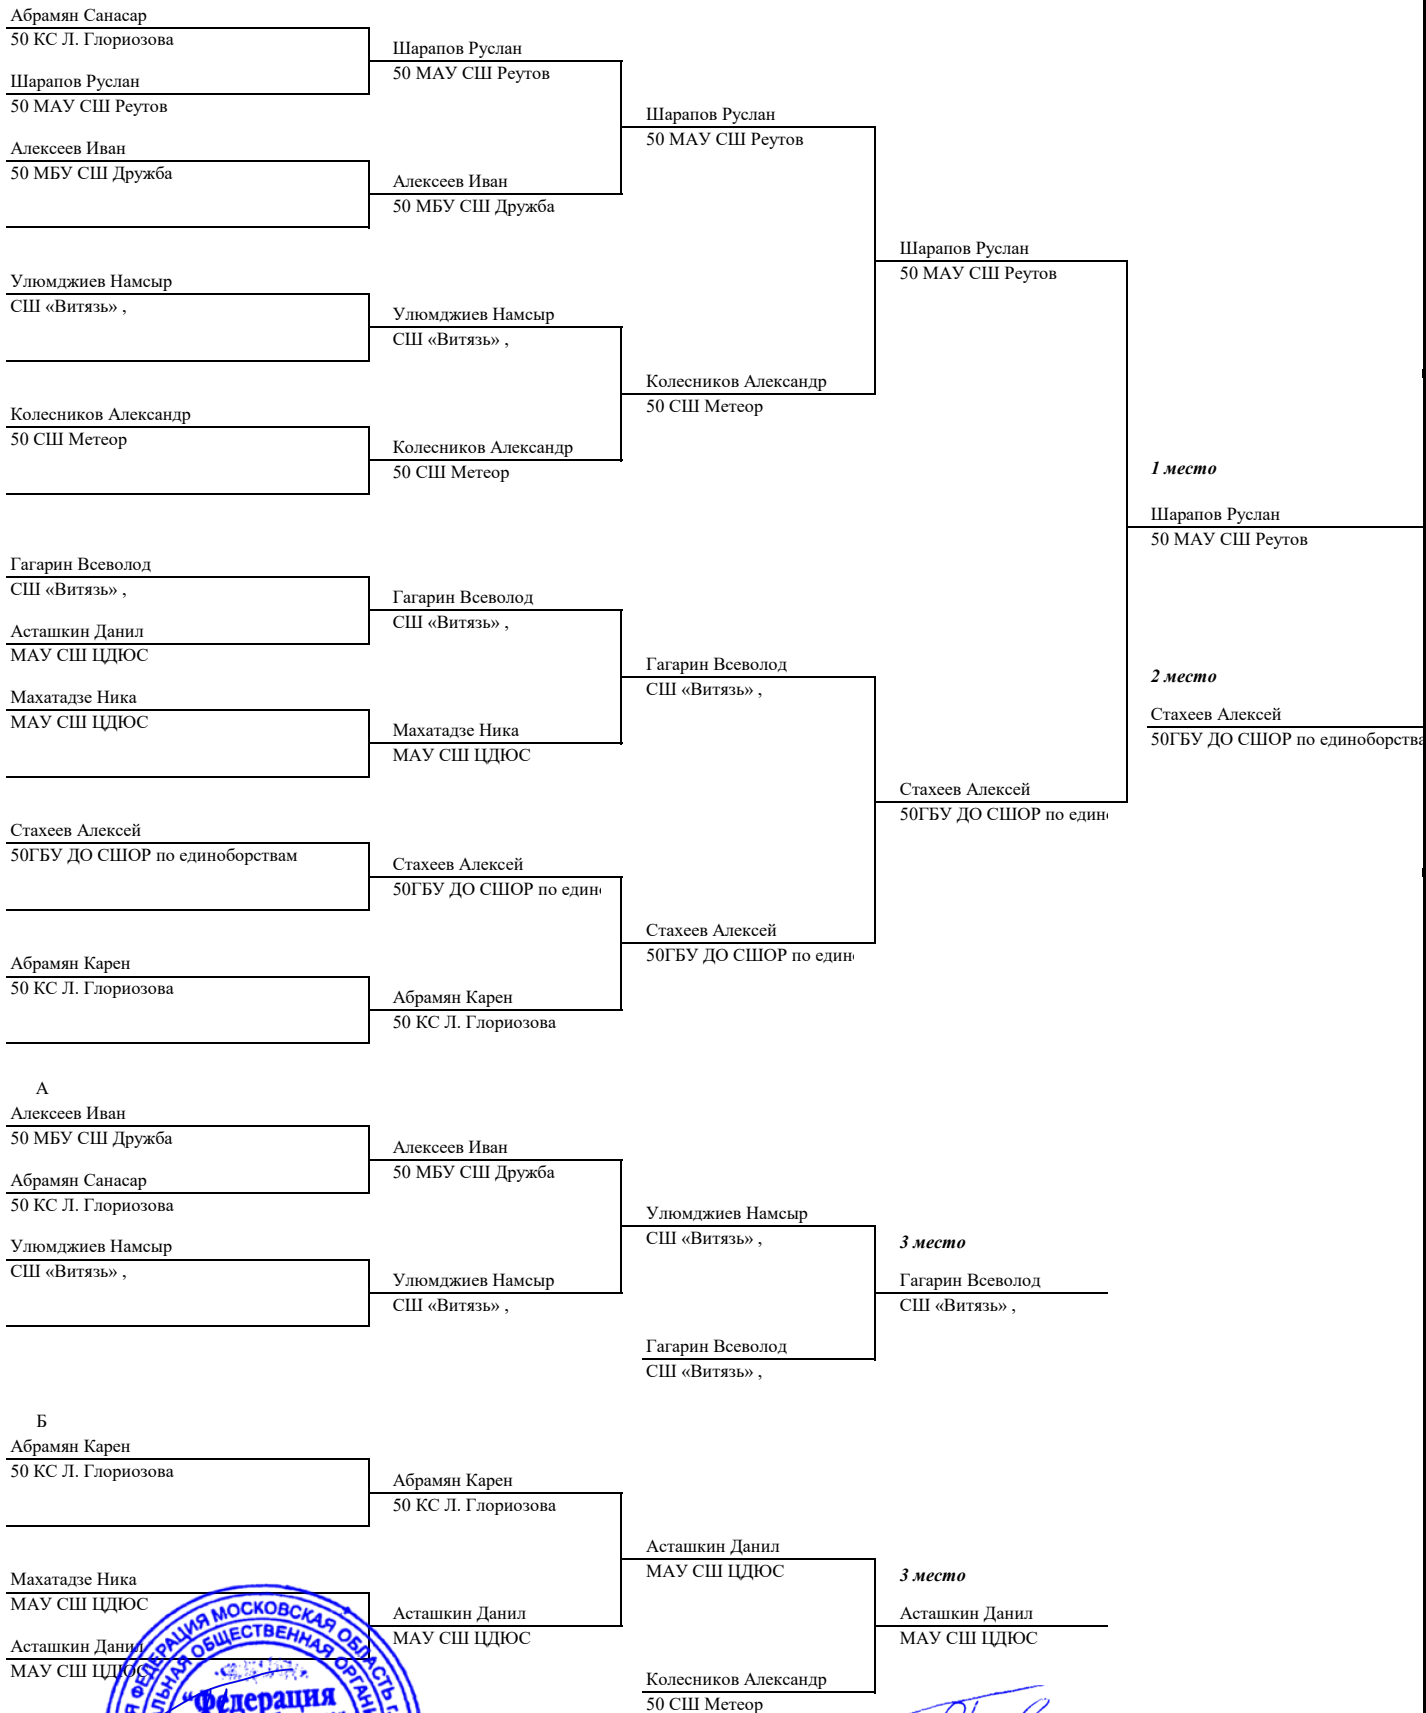 Абрамян Санасар
50 КС Л. Глориозова
Шарапов Руслан
50 МАУ СШ Реутов
Шарапов Руслан
50 МАУ СШ Реутов
Шарапов Руслан
50 МАУ СШ Реутов
Алексеев Иван
50 МБУ СШ Дружба
Алексеев Иван
50 МБУ СШ Дружба
Шарапов Руслан
50 МАУ СШ Реутов
Улюмджиев Намсыр
СШ «Витязь» ,
Улюмджиев Намсыр
СШ «Витязь» ,
Колесников Александр
50 СШ Метеор
Колесников Александр
50 СШ Метеор
Колесников Александр
50 СШ Метеор
1 место
Шарапов Руслан
50 МАУ СШ Реутов
Гагарин Всеволод
СШ «Витязь» ,
Гагарин Всеволод
СШ «Витязь» ,
Асташкин Данил
МАУ СШ ЦДЮС
Гагарин Всеволод
СШ «Витязь» ,
2 место
Стахеев Алексей
50ГБУ ДО СШОР по единоборства
Махатадзе Ника
МАУ СШ ЦДЮС
Махатадзе Ника
МАУ СШ ЦДЮС
Стахеев Алексей
50ГБУ ДО СШОР по един
Стахеев Алексей
50ГБУ ДО СШОР по единоборствам
Стахеев Алексей
50ГБУ ДО СШОР по един
Стахеев Алексей
50ГБУ ДО СШОР по един
Абрамян Карен
50 КС Л. Глориозова
Абрамян Карен
50 КС Л. Глориозова
А
Алексеев Иван
50 МБУ СШ Дружба
Алексеев Иван
50 МБУ СШ Дружба
Абрамян Санасар
50 КС Л. Глориозова
Улюмджиев Намсыр
СШ «Витязь» ,
3 место
Улюмджиев Намсыр
СШ «Витязь» ,
Улюмджиев Намсыр
СШ «Витязь» ,
Гагарин Всеволод
СШ «Витязь» ,
Гагарин Всеволод
СШ «Витязь» ,
Б
Абрамян Карен
50 КС Л. Глориозова
Абрамян Карен
50 КС Л. Глориозова
Асташкин Данил
МАУ СШ ЦДЮС
3 место
Махатадзе Ника
МАУ СШ ЦДЮС
Асташкин Данил
МАУ СШ ЦДЮС
Асташкин Данил
МАУ СШ ЦДЮС
Асташкин Данил
МАУ СШ ЦДЮС
Колесников Александр
50 СШ Метеор
ФЕДЕРАЦИЯ МОСКОВСКАЯ ОБЛАСТЬ
ОБЩЕСТВЕННАЯ
"Федерация